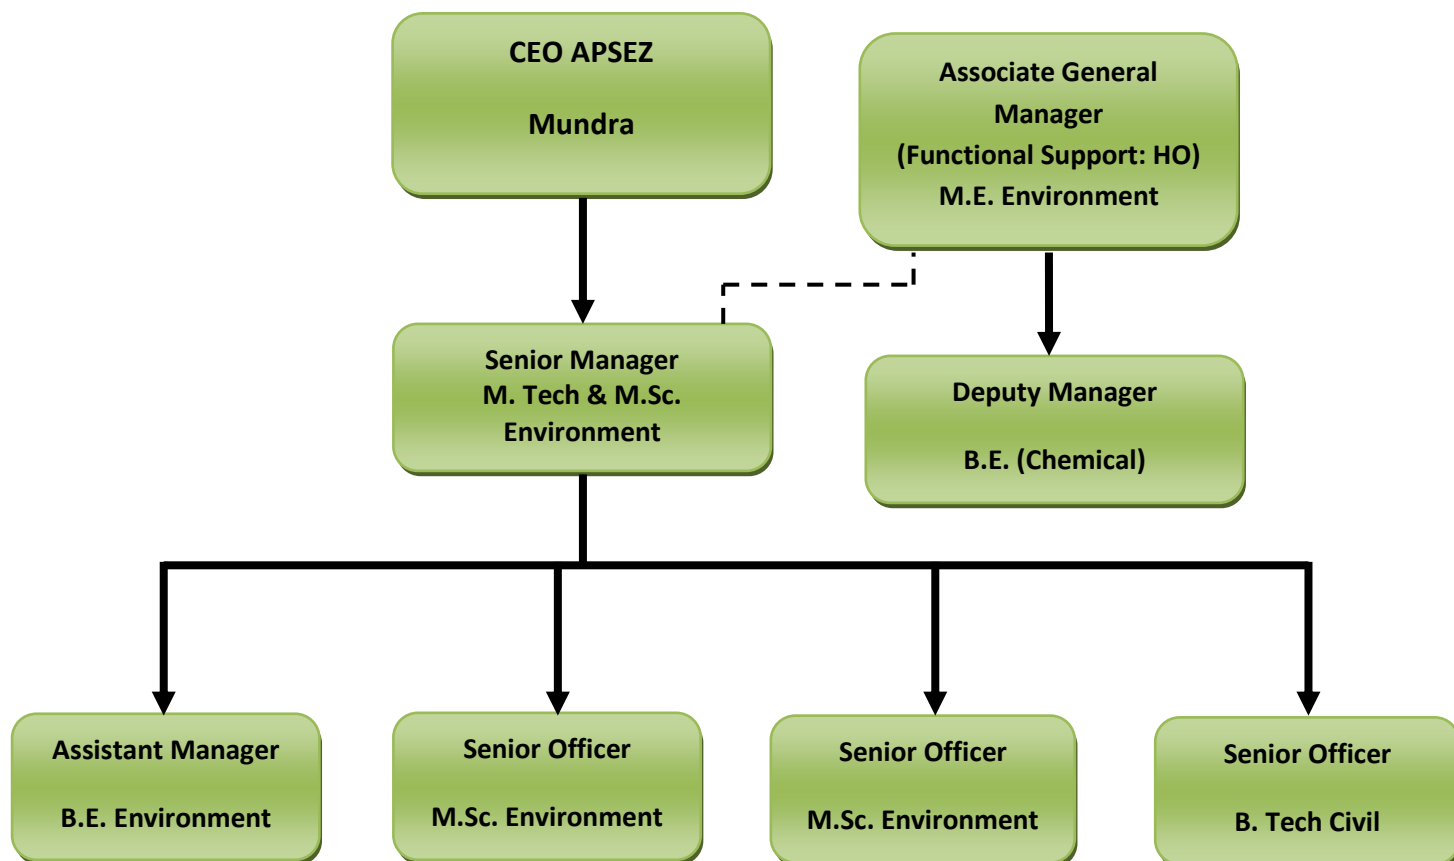 CEO APSEZ
Mundra
Associate General
Manager
(Functional Support: HO)
M.E. Environment
Senior Manager
M. Tech & M.Sc.
Environment
Deputy Manager
B.E. (Chemical)
Assistant Manager
B.E. Environment
Senior Officer
M.Sc. Environment
Senior Officer
M.Sc. Environment
Senior Officer
B. Tech Civil